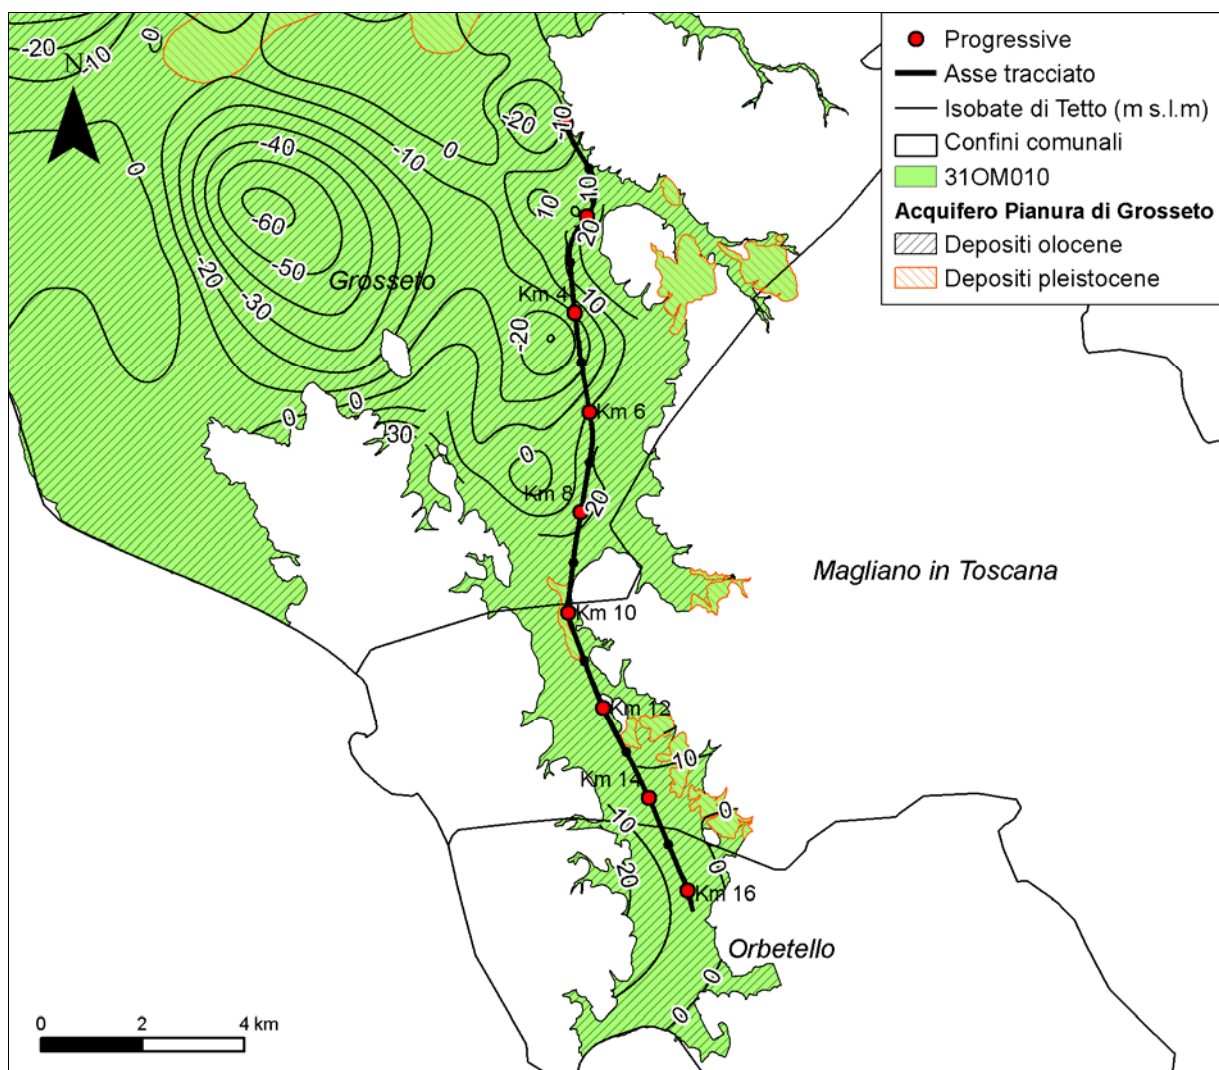 Progressive
Asse tracciato
Isobate di Tetto (m s.l.m)
Confini comunali
31OM010
Acquifero Pianura di Grosseto
Depositi olocene
Depositi pleistocene
-20
-10
0
N
0
-40
-10
0
-20
-10
-60
-50
-20
-30
10
10
20
Grosseto
Km 4
10
-20
0
0
-30
Km 6
0
Km 8
20
Magliano in Toscana
Km 10
Km 12
10
Km 14
0
10
20
0
Km 16
Orbetello
0
0
0
2
4 km